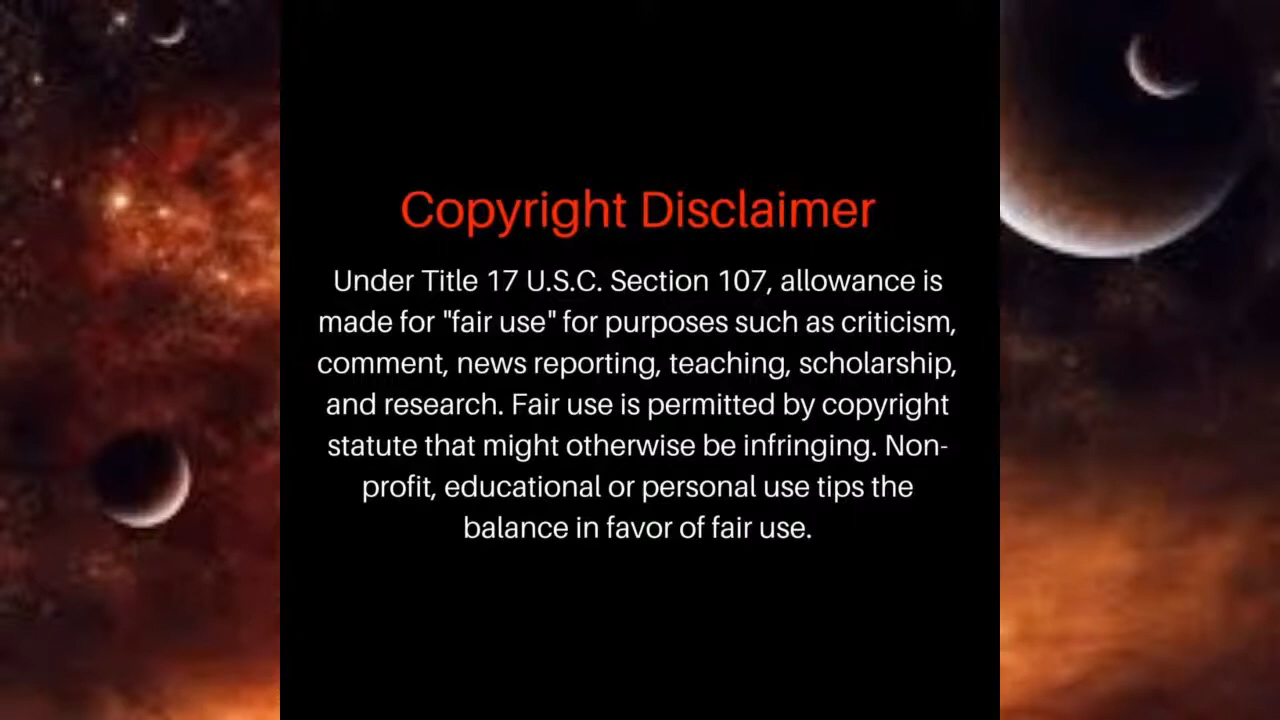 Copyright Disclaimer
Under Title 17 U.S.C. Section 107, allowance is
made for "fair use" for purposes such as criticism,
comment, news reporting, teaching, scholarship,
and research. Fair use is permitted by copyright
statute that might otherwise be infringing. Non-
profit, educational or personal use tips the
balance in favor of fair use.